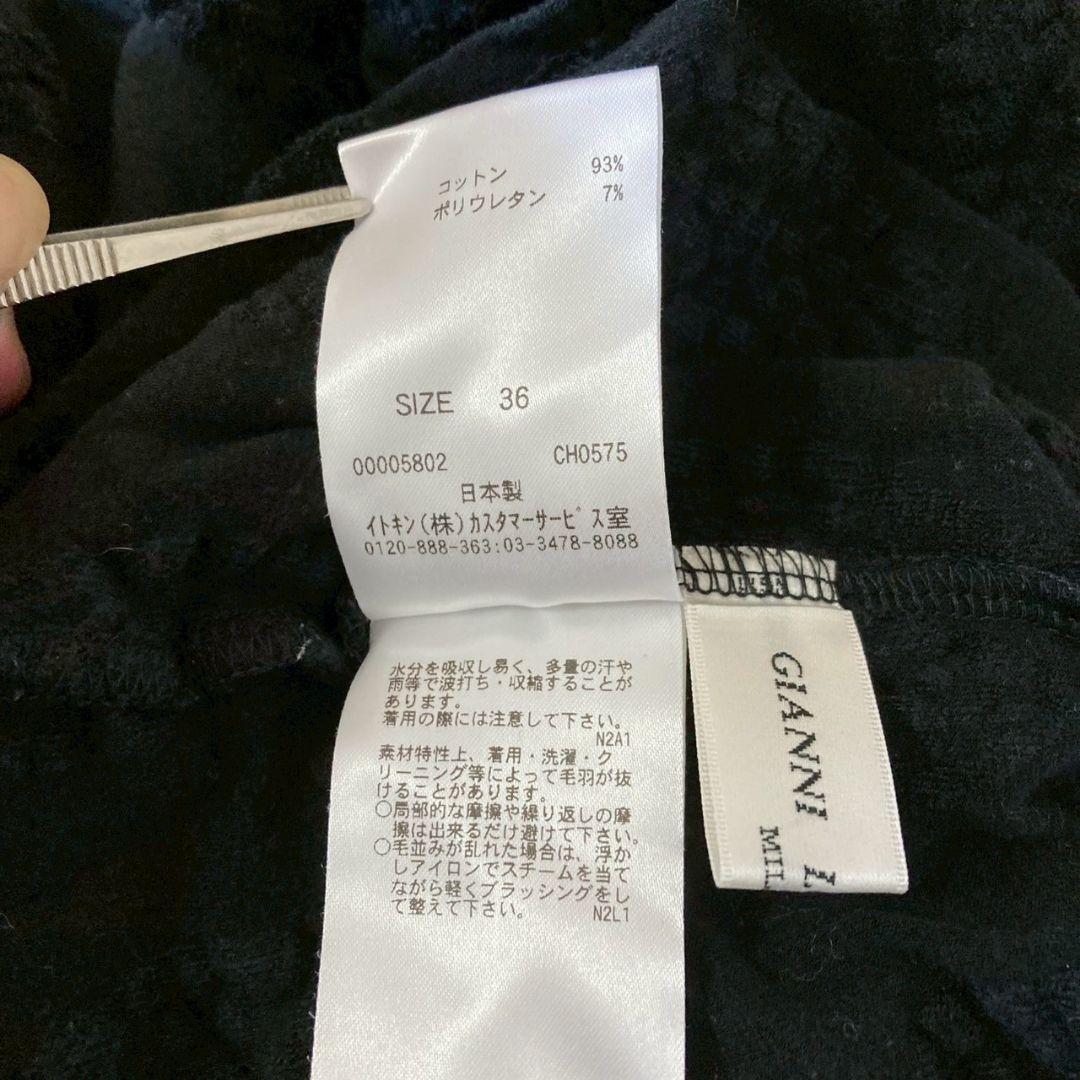 コットン 93%
ポリウレタン 7%
SIZE 36
00005802 CH0575
日本製
イトキン(株)カスタマーサービス室
0120-888-363:03-3478-8088
水分を吸収し易く、多量の汗や
雨等で波打ち・収縮することが
あります。
着用の際には注意して下さい。
N2A1
素材特性上、着用・洗濯・ク
リーニング等によって毛羽が抜
けることがあります。
○局部的な摩擦や繰り返しの摩
擦は出来るだけ避けて下さい。
○毛並みが乱れた場合は、浮か
しアイロンでスチームを当て
ながら軽くブラッシングをし
て整えて下さい。 N2L1
GIANNI L
MIL